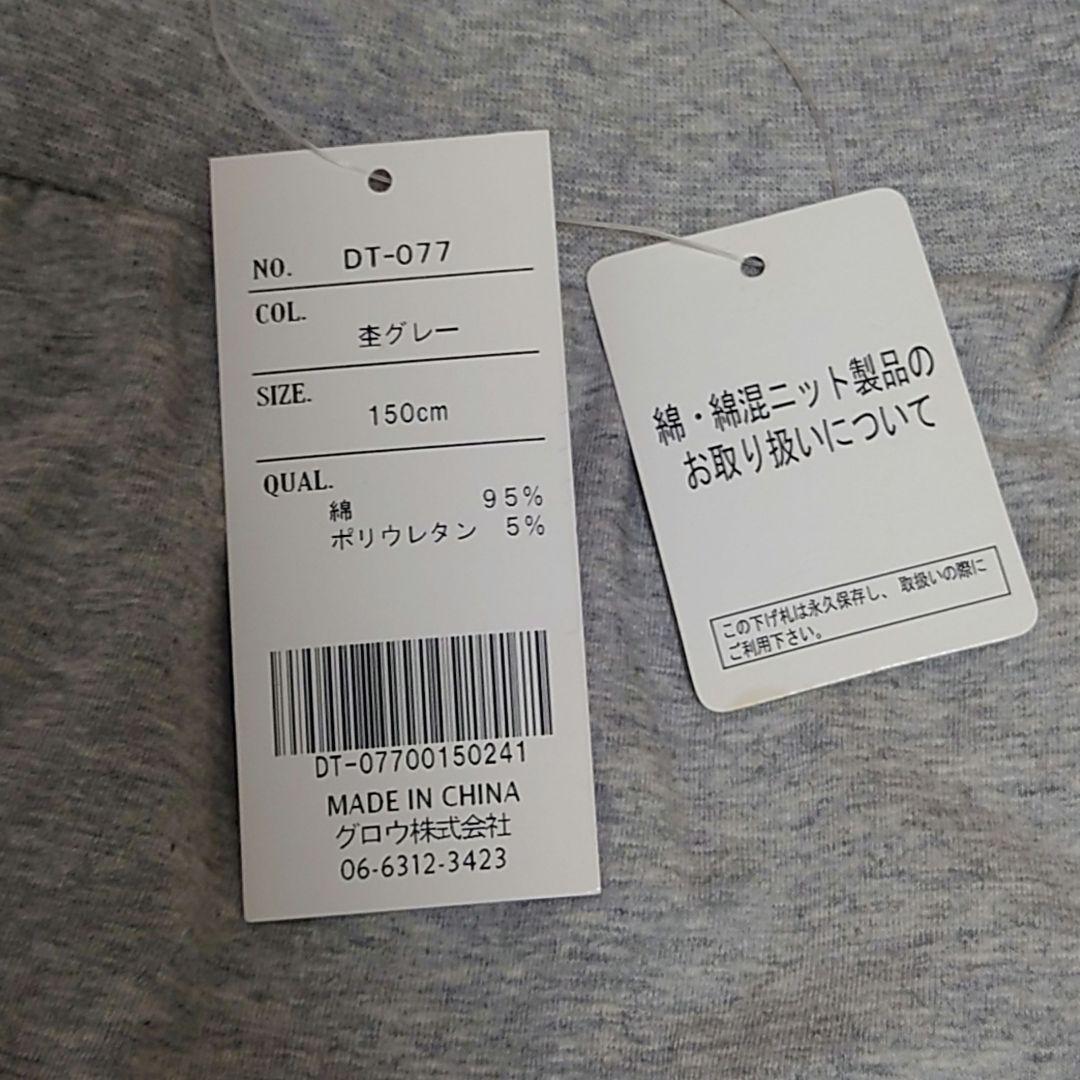 NO. DT-077
COL.
杢グレー
SIZE.
150cm
QUAL.
綿 95%
ポリウレタン 5%
DT-07700150241
MADE IN CHINA
グロウ株式会社
06-6312-3423
綿・綿混ニット製品の
お取り扱いについて
この下げ札は永久保存し、取扱いの際に
ご利用下さい。